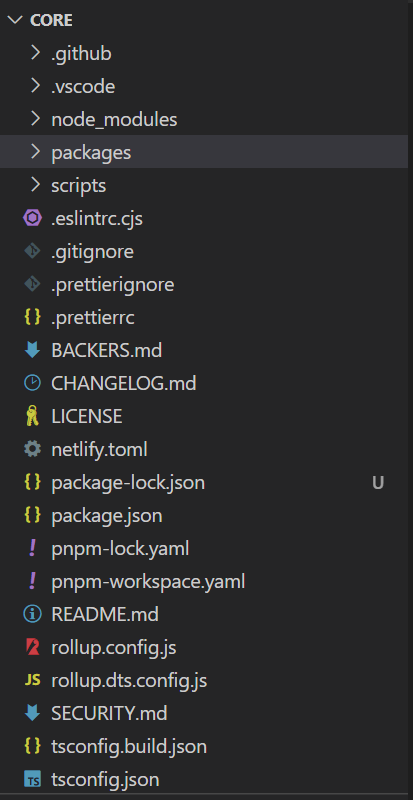 CORE
.github
.vscode
node_modules
packages
scripts
.eslintrc.cjs
.gitignore
.prettierignore
{} .prettierrc
BACKERS.md
CHANGELOG.md
LICENSE
netlify.toml
{} package-lock.json U
{} package.json
! pnpm-lock.yaml
! pnpm-workspace.yaml
README.md
rollup.config.js
JS rollup.dts.config.js
SECURITY.md
{} tsconfig.build.json
TS tsconfig.json